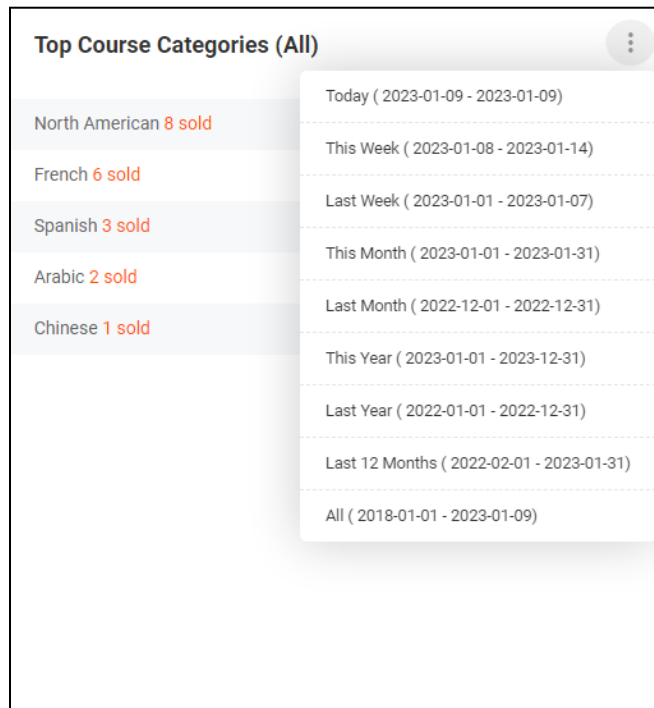 Top Course Categories (All)
North American 8 sold
French 6 sold
Spanish 3 sold
Arabic 2 sold
Chinese 1 sold
Today ( 2023-01-09 - 2023-01-09)
This Week ( 2023-01-08 - 2023-01-14)
Last Week ( 2023-01-01 - 2023-01-07)
This Month ( 2023-01-01 - 2023-01-31)
Last Month ( 2022-12-01 - 2022-12-31)
This Year ( 2023-01-01 - 2023-12-31)
Last Year ( 2022-01-01 - 2022-12-31)
Last 12 Months ( 2022-02-01 - 2023-01-31)
All ( 2018-01-01 - 2023-01-09)